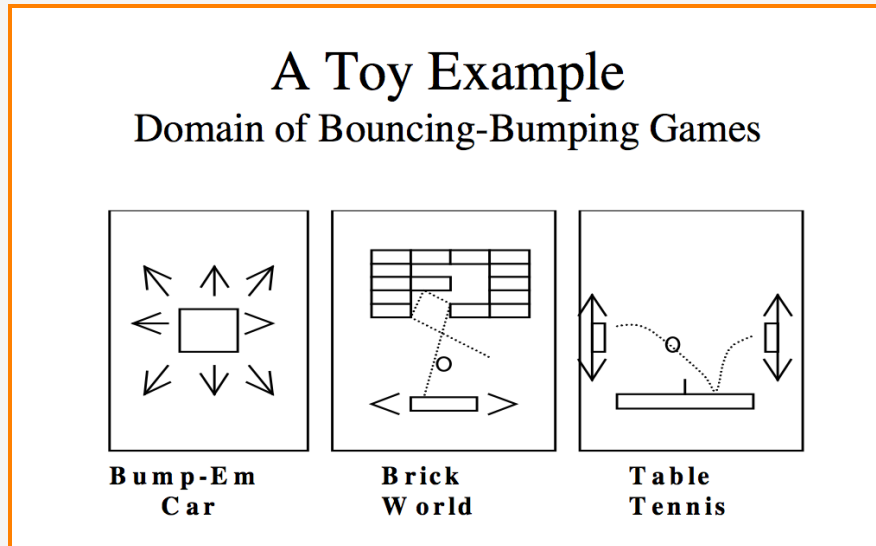 A Toy Example
Domain of Bouncing-Bumping Games
Bump-Em
Car
Brick
World
Table
Tennis